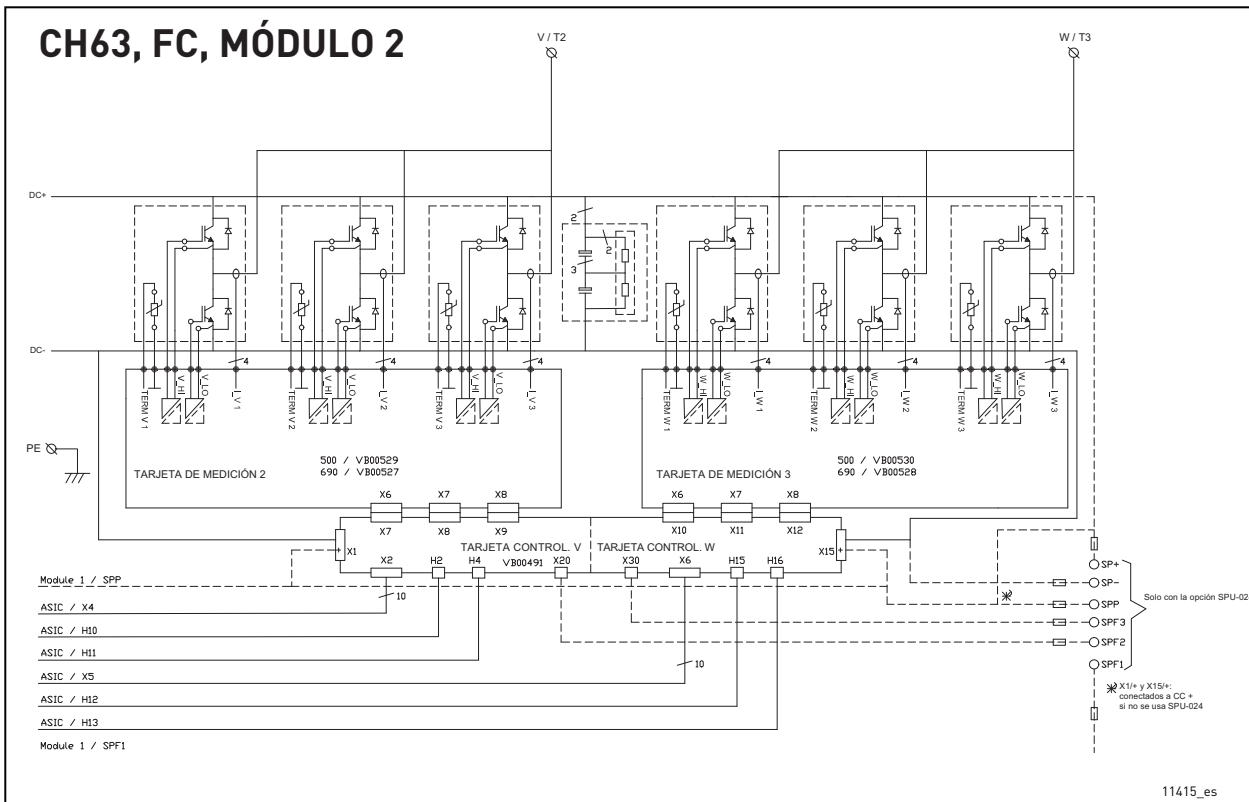 CH63, FC, MÓDULO 2
V / T2
W / T3
DC+
2
2
3
DC-
4
4
4
4
4
4
TERM V 1
V_HI
V_LO
I_V 1
TERM V 2
V_HI
V_LO
I_V 2
TERM V 3
V_HI
V_LO
I_V 3
TERM W 1
W_HI
W_LO
I_W 1
TERM W 2
W_HI
W_LO
I_W 2
TERM W 3
W_HI
W_LO
I_W 3
PE
TARJETA DE MEDICIÓN 2
500 / VB00529
690 / VB00527
TARJETA DE MEDICIÓN 3
500 / VB00530
690 / VB00528
X6 X7 X8
X6 X7 X8
X7 X8 X9
X10 X11 X12
+ X1
TARJETA CONTROL. V
VB00491
TARJETA CONTROL. W
X15 +
X2 H2 H4 X20 X30 X6 H15 H16
Module 1 / SPP
10
ASIC / X4
ASIC / H10
ASIC / H11
10
ASIC / X5
ASIC / H12
ASIC / H13
Module 1 / SPF1
SP+
SP-
SPP
SPF3
SPF2
SPF1
Solo con la opción SPU-024
X1/+ y X15/+:
conectados a CC +
si no se usa SPU-024
11415_es